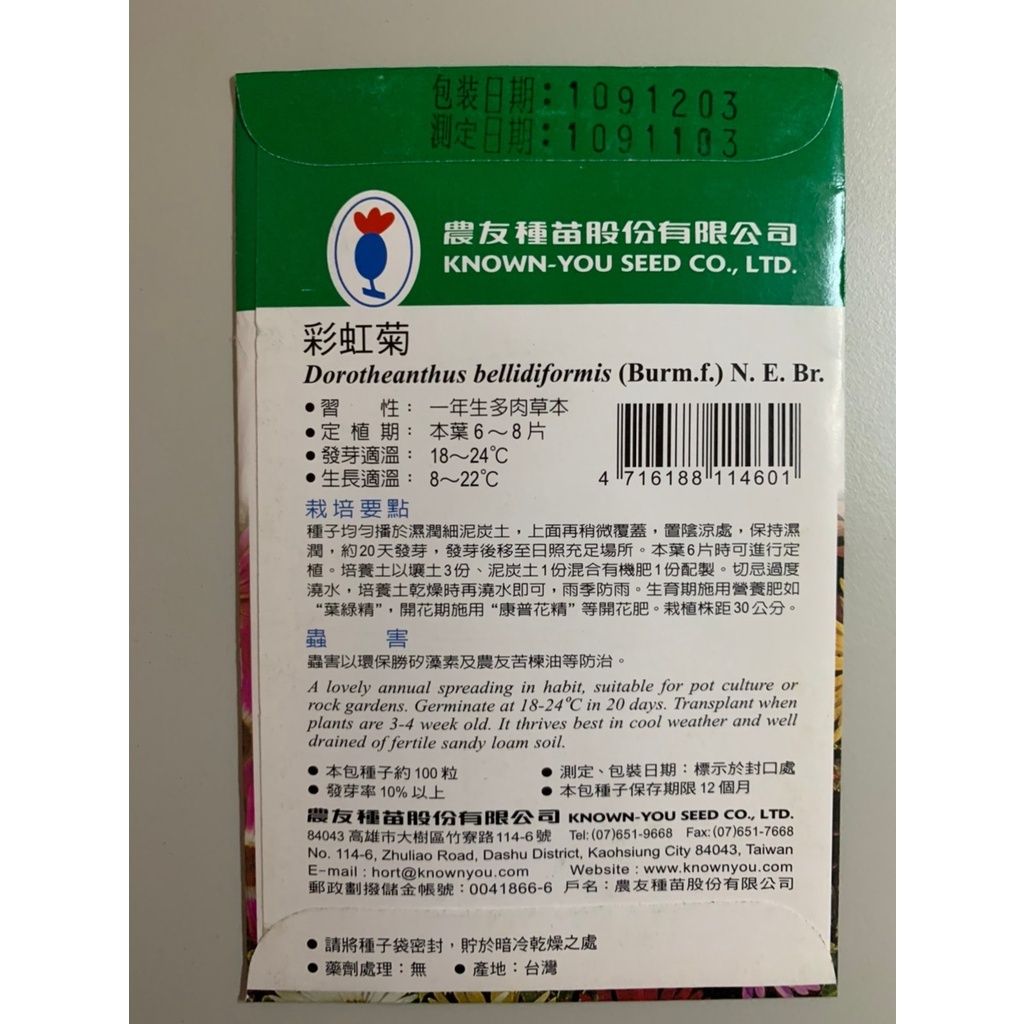 包裝日期：1091203
測定日期：1091103
農友種苗股份有限公司
KNOWN-YOU SEED CO., LTD.
彩虹菊
Dorotheanthus bellidiformis (Burm.f.) N. E. Br.
●習　性：一年生多肉草本
●定植期：本葉6～8片
●發芽適溫：18～24℃
●生長適溫：8～22℃
4 716188 114601
栽培要點
種子均勻播於濕潤細泥炭土，上面再稍微覆蓋，置陰涼處，保持濕
潤，約20天發芽，發芽後移至日照充足場所。本葉6片時可進行定
植。培養土以壤土3份、泥炭土1份混合有機肥1份配製。切忌過度
澆水，培養土乾燥時再澆水即可，雨季防雨。生育期施用營養肥如
“葉綠精”，開花期施用“康普花精”等開花肥。栽植株距30公分。
蟲　害
蟲害以環保勝矽藻素及農友苦楝油等防治。
A lovely annual spreading in habit, suitable for pot culture or
rock gardens. Germinate at 18-24℃ in 20 days. Transplant when
plants are 3-4 week old. It thrives best in cool weather and well
drained of fertile sandy loam soil.
●本包種子約100粒　●測定、包裝日期：標示於封口處
●發芽率10%以上　●本包種子保存期限12個月
農友種苗股份有限公司 KNOWN-YOU SEED CO., LTD.
84043 高雄市大樹區竹寮路114-6號 Tel: (07)651-9668 Fax: (07)651-7668
No. 114-6, Zhuliao Road, Dashu District, Kaohsiung City 84043, Taiwan
E-mail : hort@knownyou.com Website : www.knownyou.com
郵政劃撥儲金帳號：0041866-6 戶名：農友種苗股份有限公司
●請將種子袋密封，貯於暗冷乾燥之處
●藥劑處理：無　●產地：台灣